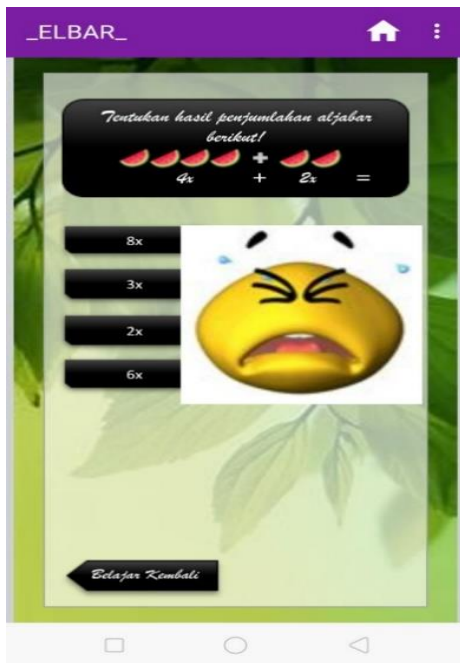 _ELBAR_
Tentukan hasil penjumlahan aljabar
berikut!
+
4x + 2x =
8x
3x
2x
6x
Belajar Kembali